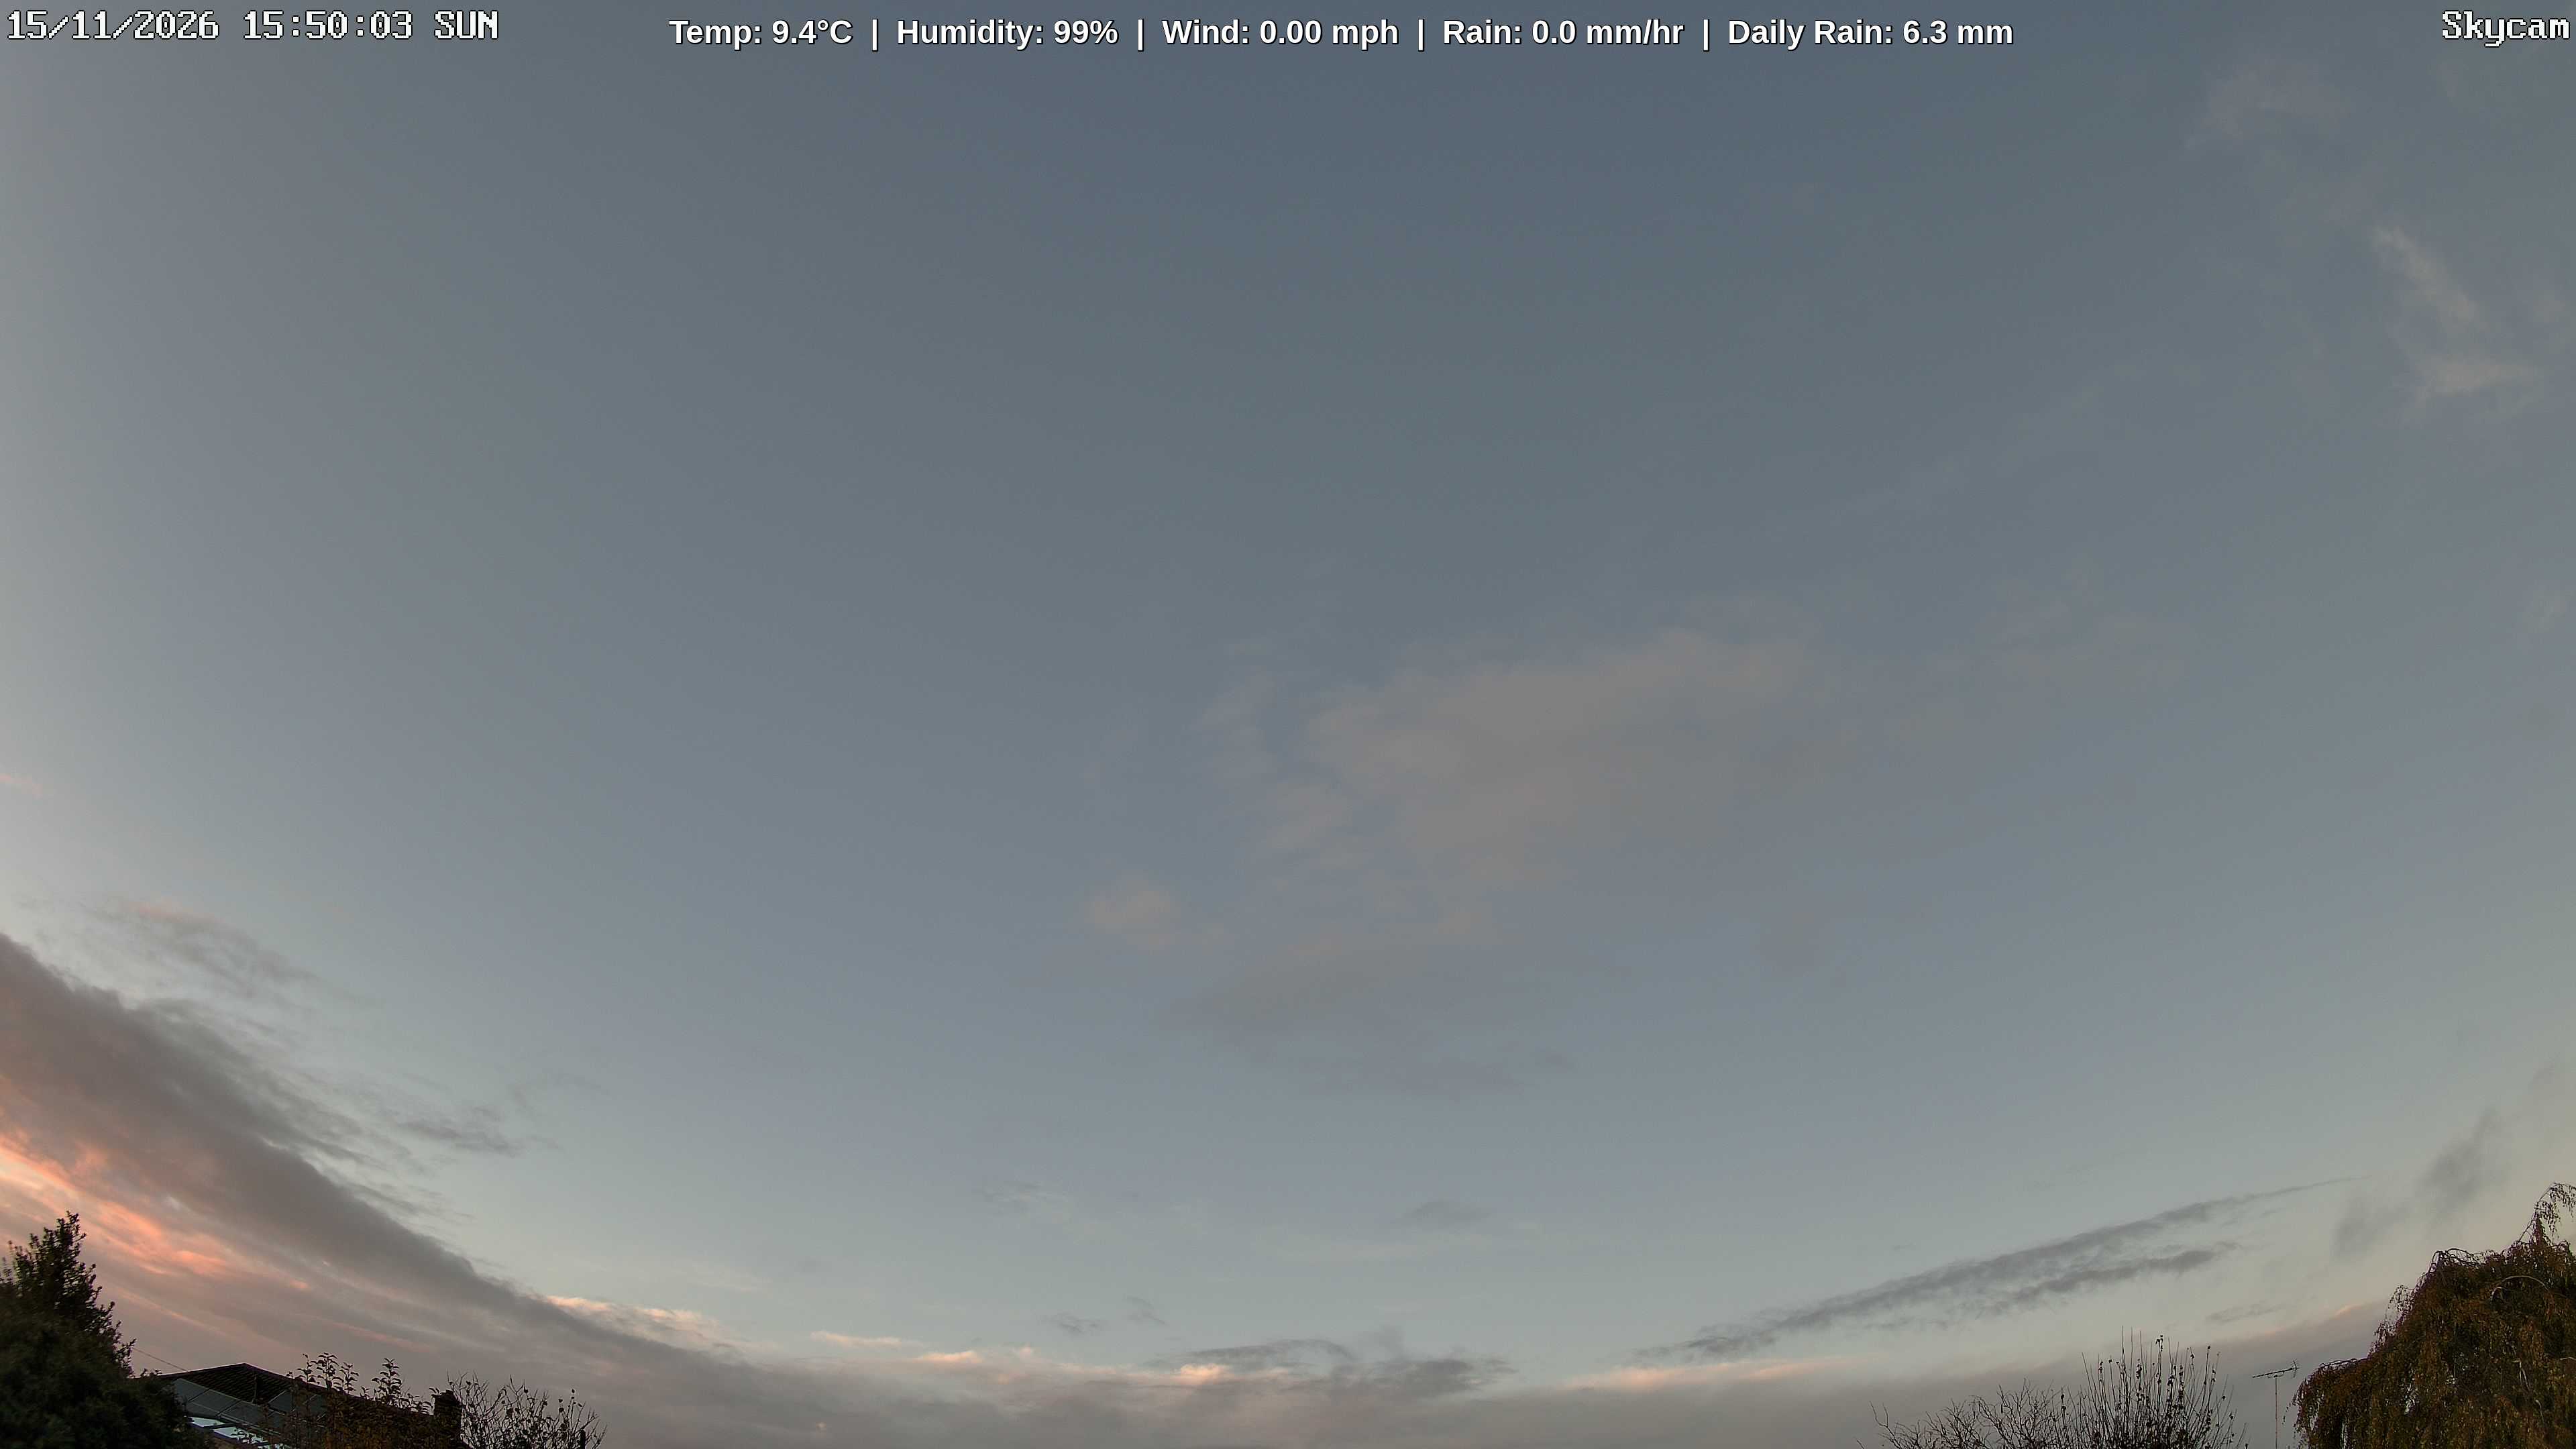 15/11/2026 15:50:03 SUN
Temp: 9.4°C | Humidity: 99% | Wind: 0.00 mph | Rain: 0.0 mm/hr | Daily Rain: 6.3 mm
Skycam